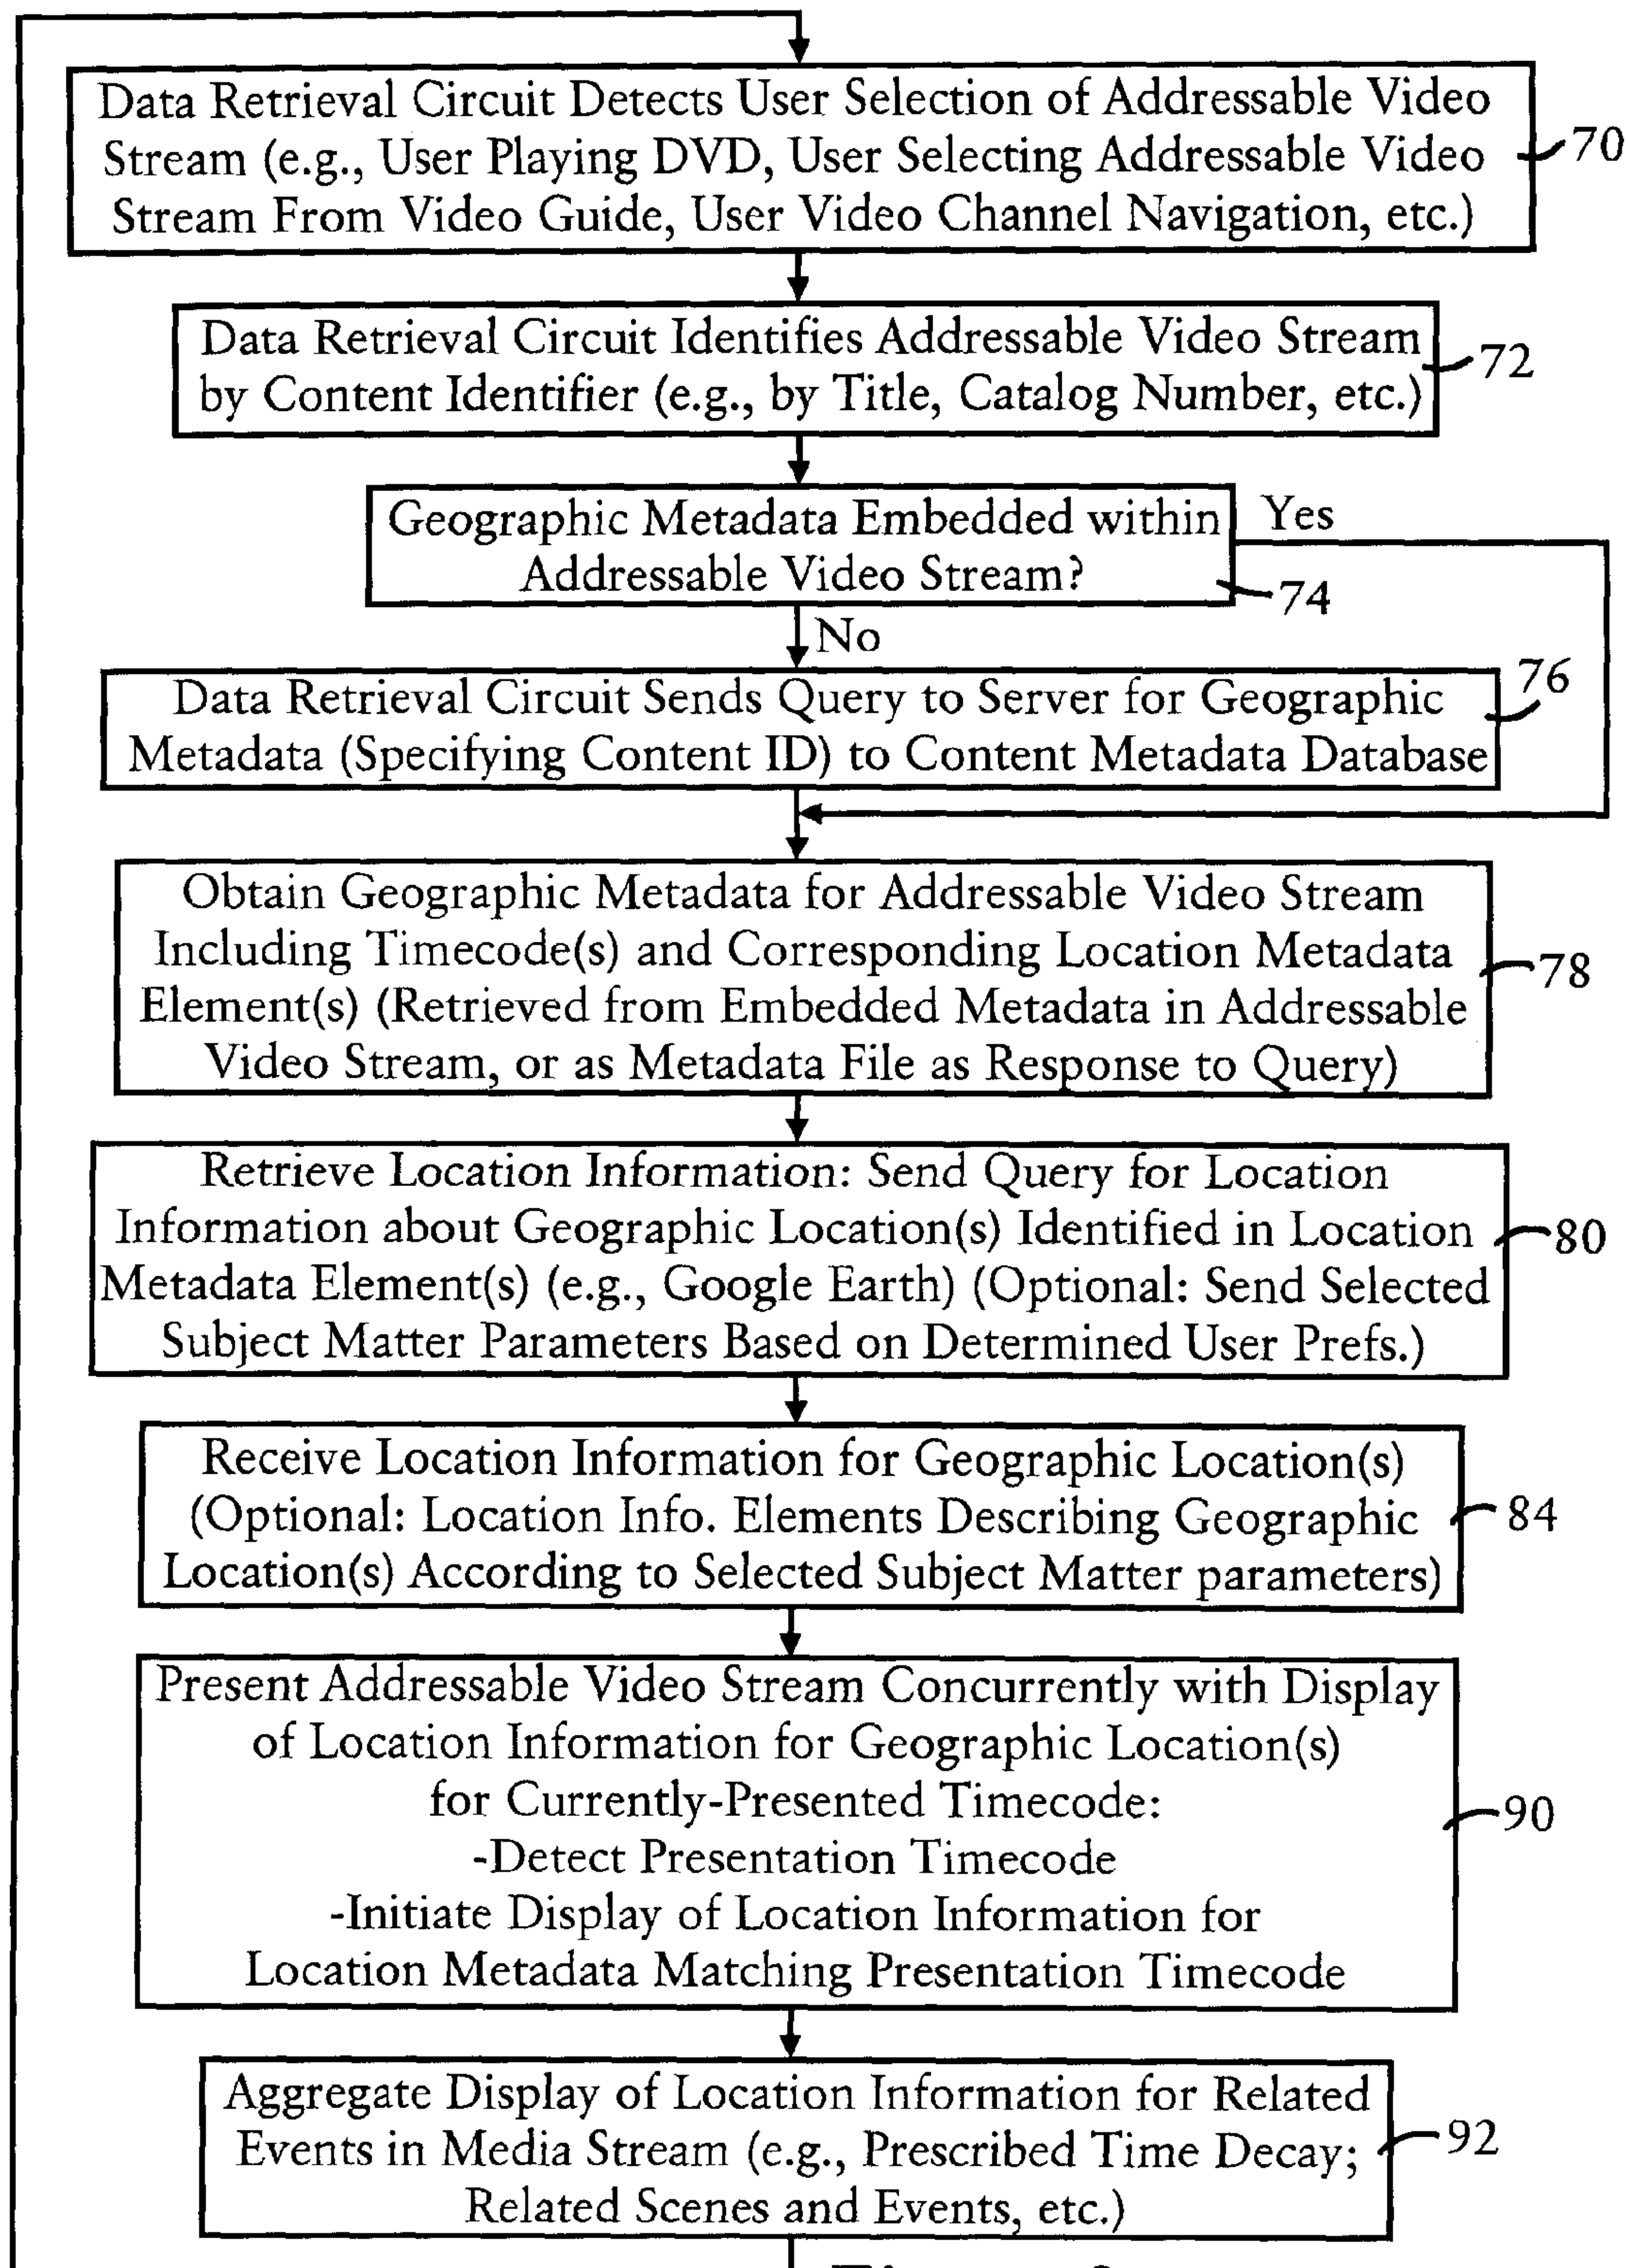 Data Retrieval Circuit Detects User Selection of Addressable Video
Stream (e.g., User Playing DVD, User Selecting Addressable Video
Stream From Video Guide, User Video Channel Navigation, etc.)
70
Data Retrieval Circuit Identifies Addressable Video Stream
by Content Identifier (e.g., by Title, Catalog Number, etc.)
72
Geographic Metadata Embedded within
Addressable Video Stream?
Yes
74
No
Data Retrieval Circuit Sends Query to Server for Geographic
Metadata (Specifying Content ID) to Content Metadata Database
76
Obtain Geographic Metadata for Addressable Video Stream
Including Timecode(s) and Corresponding Location Metadata
Element(s) (Retrieved from Embedded Metadata in Addressable
Video Stream, or as Metadata File as Response to Query)
78
Retrieve Location Information: Send Query for Location
Information about Geographic Location(s) Identified in Location
Metadata Element(s) (e.g., Google Earth) (Optional: Send Selected
Subject Matter Parameters Based on Determined User Prefs.)
80
Receive Location Information for Geographic Location(s)
(Optional: Location Info. Elements Describing Geographic
Location(s) According to Selected Subject Matter parameters)
84
Present Addressable Video Stream Concurrently with Display
of Location Information for Geographic Location(s)
for Currently-Presented Timecode:
-Detect Presentation Timecode
-Initiate Display of Location Information for
Location Metadata Matching Presentation Timecode
90
Aggregate Display of Location Information for Related
Events in Media Stream (e.g., Prescribed Time Decay;
Related Scenes and Events, etc.)
92